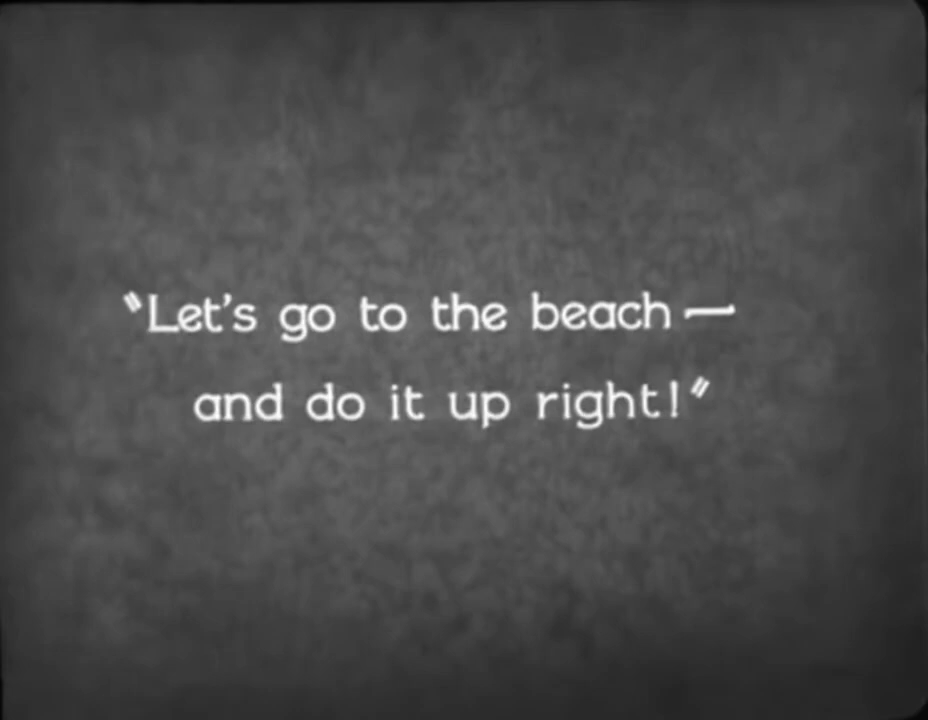 "Let's go to the beach—
and do it up right!"